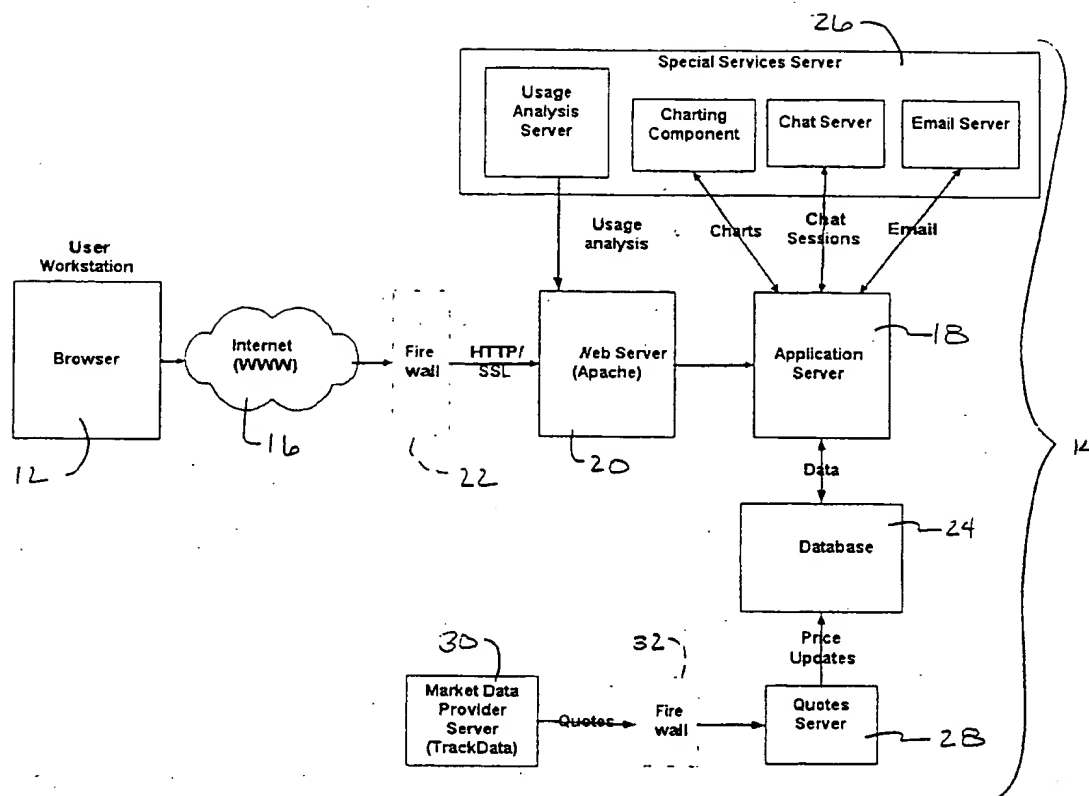 26
Special Services Server
Usage
Analysis
Server
Charting
Component
Chat Server
Email Server
Usage
analysis
Charts
Chat
Sessions
Email
User
Workstation
Browser
12
Internet
(WWW)
16
Fire
wall
22
HTTP/
SSL
Web Server
(Apache)
20
Application
Server
18
Data
Database
24
Price
Updates
30
Market Data
Provider
Server
(TrackData)
Quotes
32
Fire
wall
Quotes
Server
28